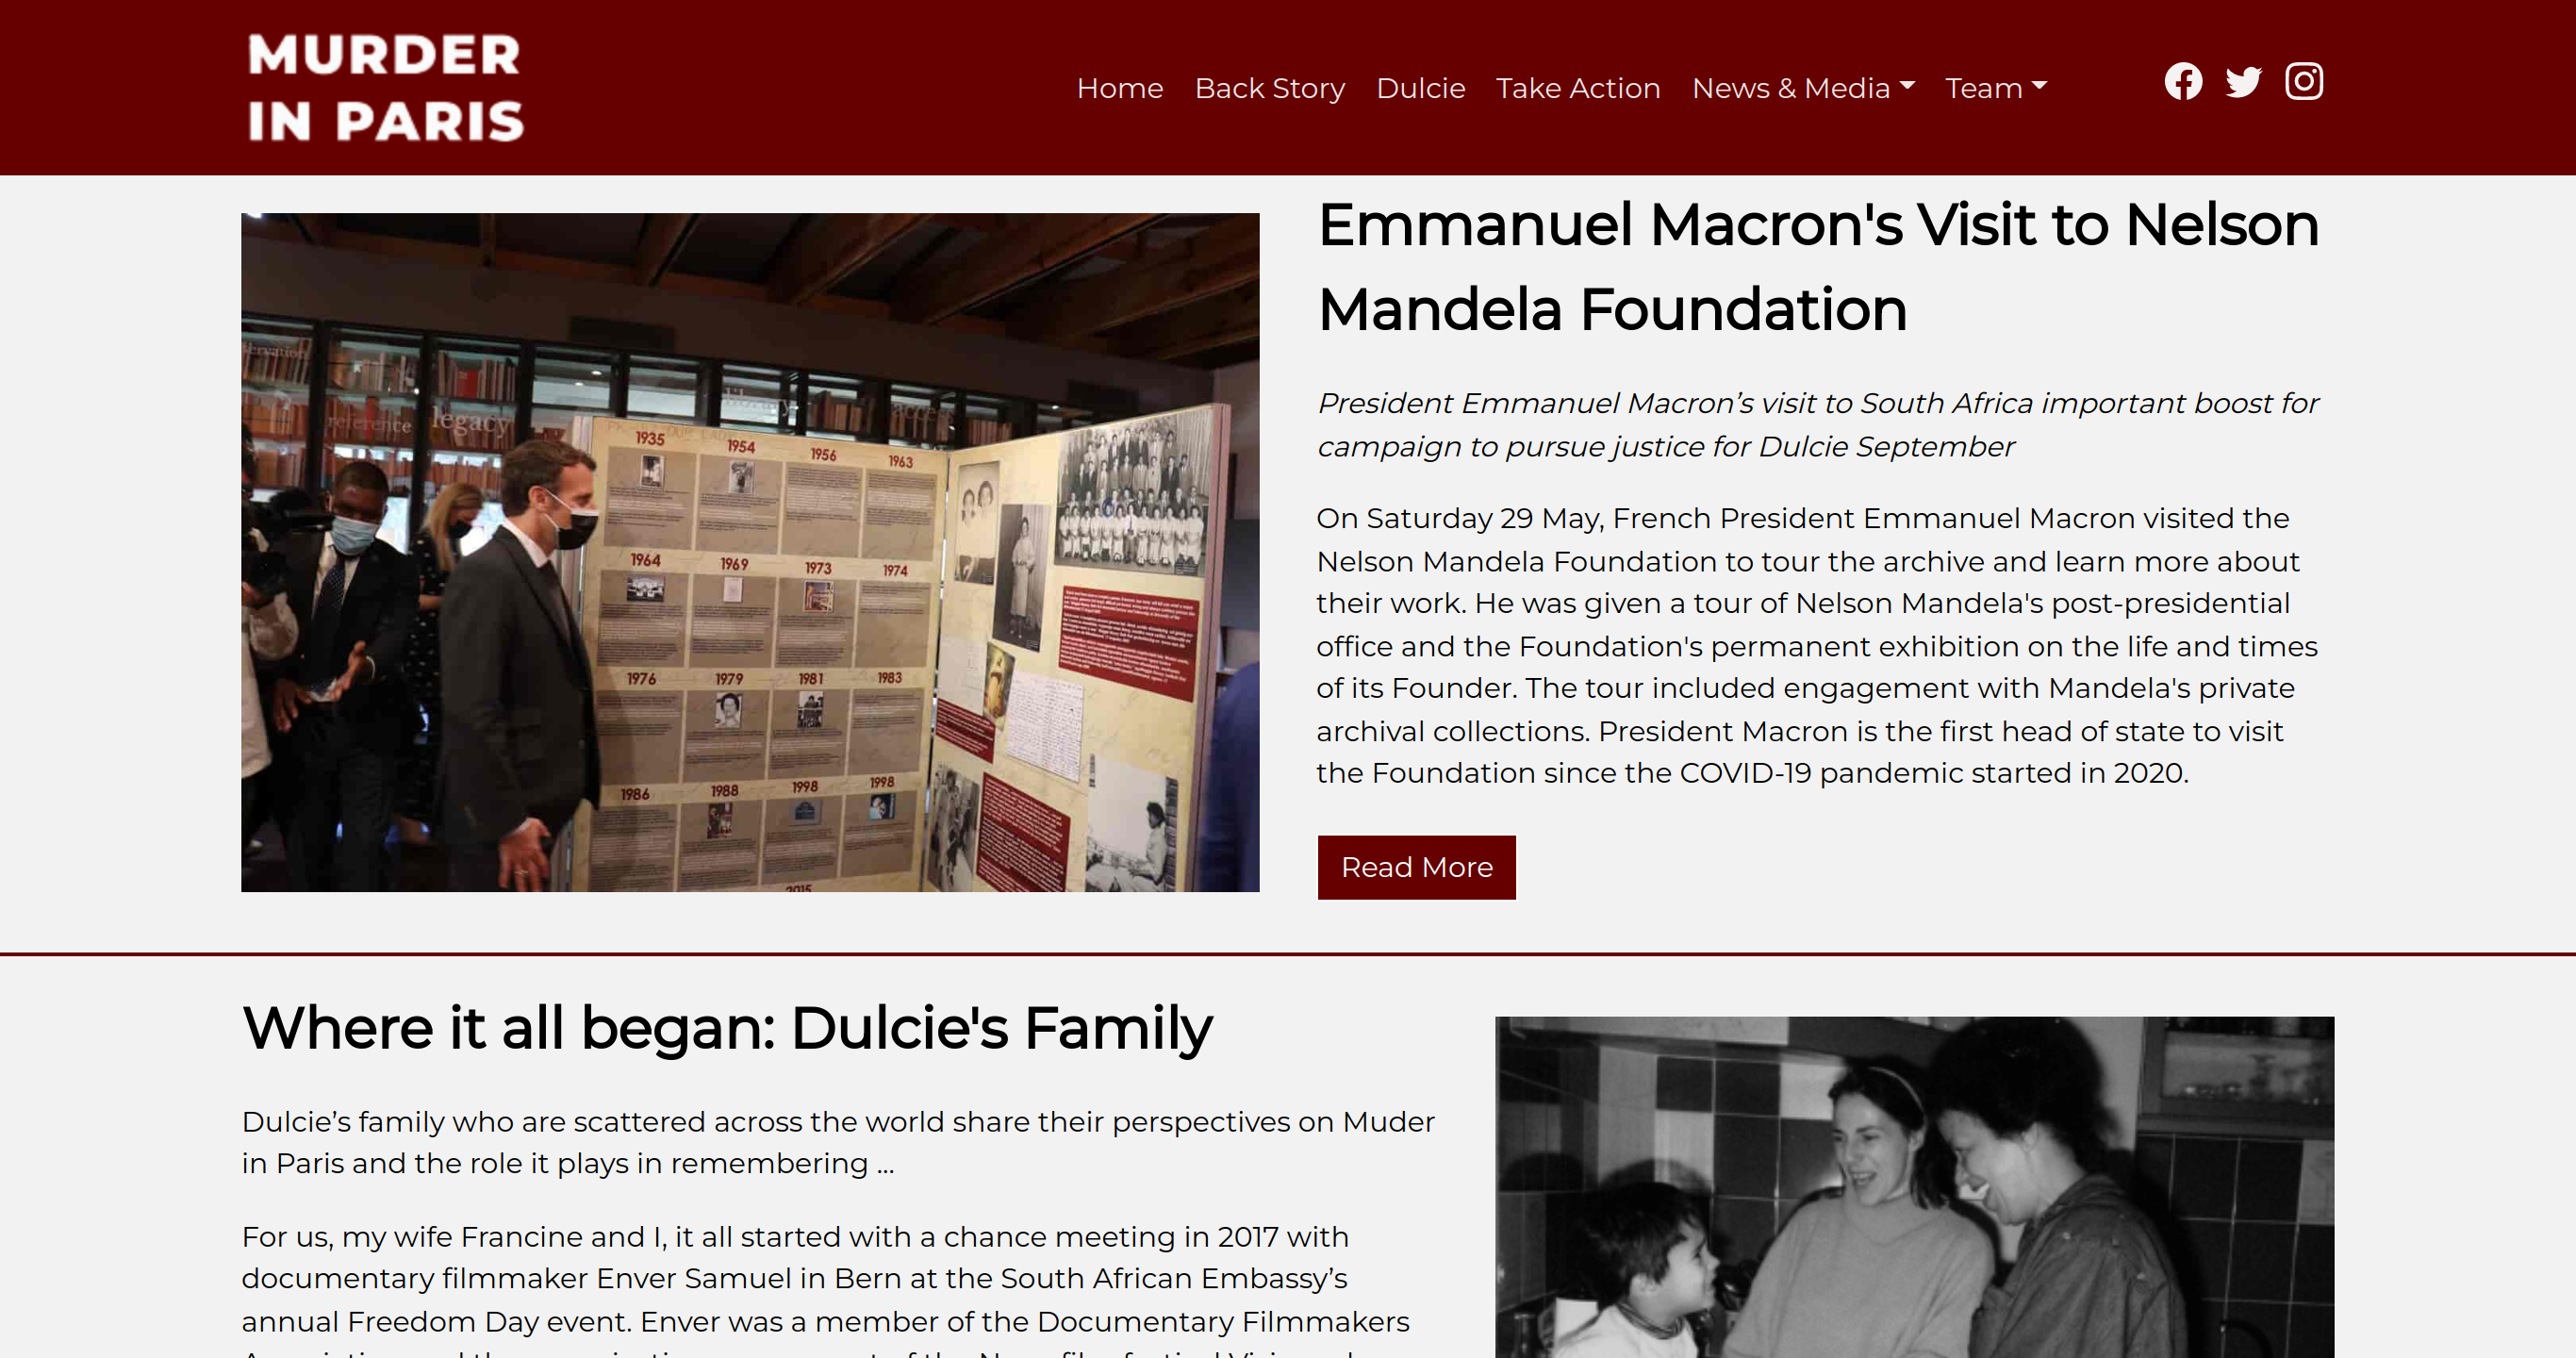 MURDER
IN PARIS
Home Back Story Dulcie Take Action News & Media Team
ervation
reference
legacy
library
access
1935 1954 1956 1963
1964 1969 1973 1974
1976 1979 1981 1983
1986 1988 1998 1998
2015
Emmanuel Macron's Visit to Nelson
Mandela Foundation
President Emmanuel Macron’s visit to South Africa important boost for
campaign to pursue justice for Dulcie September
On Saturday 29 May, French President Emmanuel Macron visited the
Nelson Mandela Foundation to tour the archive and learn more about
their work. He was given a tour of Nelson Mandela's post-presidential
office and the Foundation's permanent exhibition on the life and times
of its Founder. The tour included engagement with Mandela's private
archival collections. President Macron is the first head of state to visit
the Foundation since the COVID-19 pandemic started in 2020.
Read More
Where it all began: Dulcie's Family
Dulcie’s family who are scattered across the world share their perspectives on Muder
in Paris and the role it plays in remembering ...
For us, my wife Francine and I, it all started with a chance meeting in 2017 with
documentary filmmaker Enver Samuel in Bern at the South African Embassy’s
annual Freedom Day event. Enver was a member of the Documentary Filmmakers